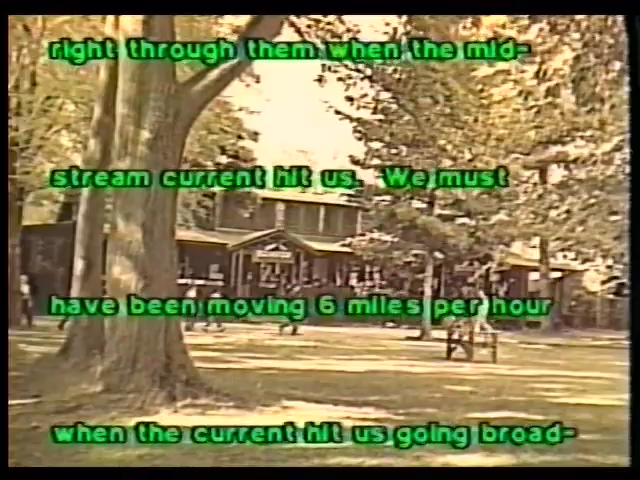 right through them when the mid-
stream current hit us. We must
have been moving 6 miles per hour
when the current hit us going broad-